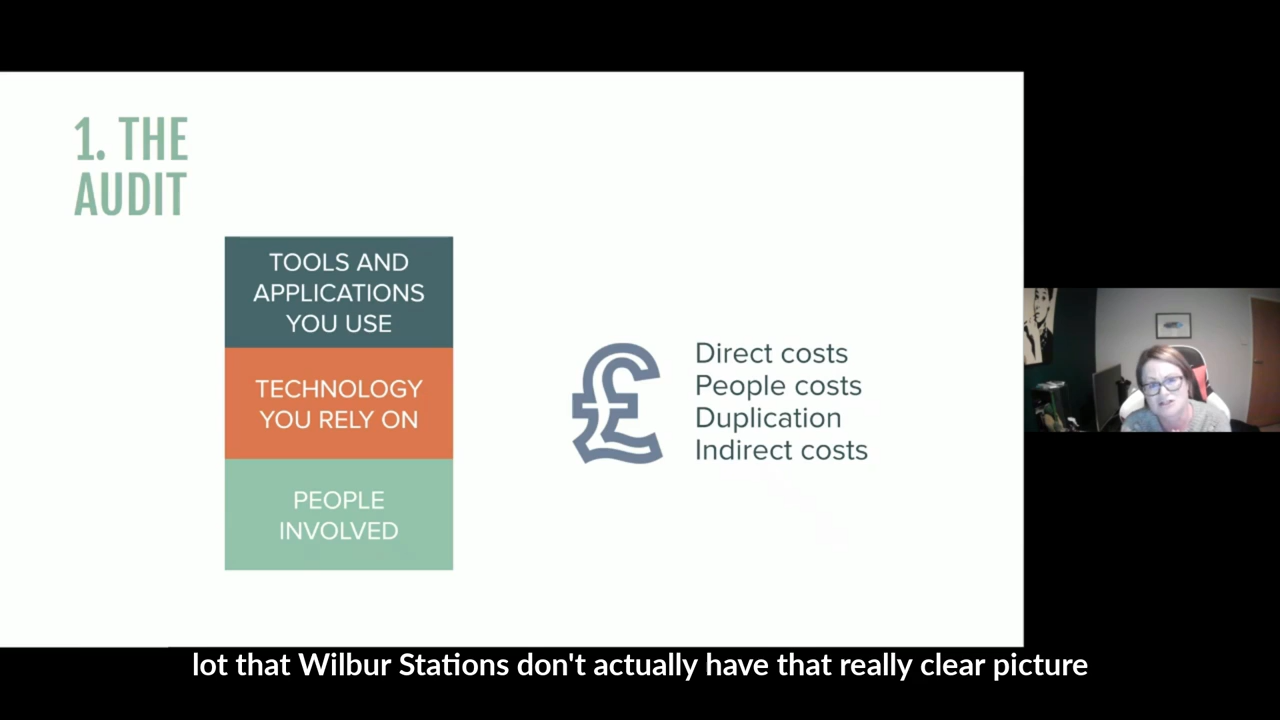 1. THE
AUDIT
TOOLS AND
APPLICATIONS
YOU USE
TECHNOLOGY
YOU RELY ON
PEOPLE
INVOLVED
£
Direct costs
People costs
Duplication
Indirect costs
lot that Wilbur Stations don't actually have that really clear picture